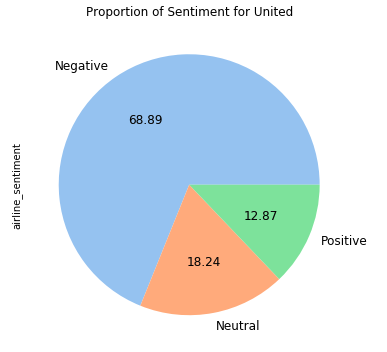 Proportion of Sentiment for United
Negative
68.89
airline_sentiment
12.87
Positive
18.24
Neutral